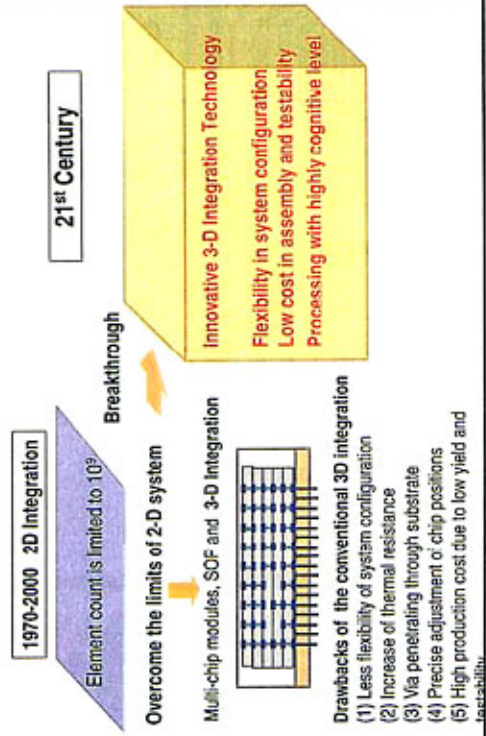 1970-2000 2D Integration
Element count is limited to 10⁹
Overcome the limits of 2-D system
Multi-chip modules, SOF and 3-D Integration
Drawbacks of the conventional 3D integration
(1) Less flexibility of system configuration
(2) Increase of thermal resistance
(3) Via penetrating through substrate
(4) Precise adjustment of chip positions
(5) High production cost due to low yield and
testability
Breakthrough
21st Century
Innovative 3-D Integration Technology
Flexibility in system configuration
Low cost in assembly and testability
Processing with highly cognitive level